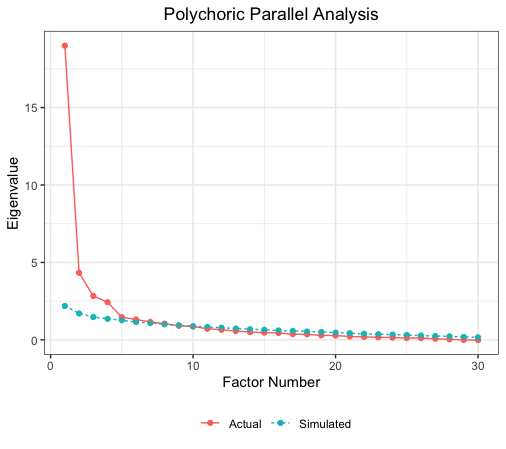 Polychoric Parallel Analysis
Eigenvalue
15
10
5
0
0 10 20 30
Factor Number
Actual Simulated